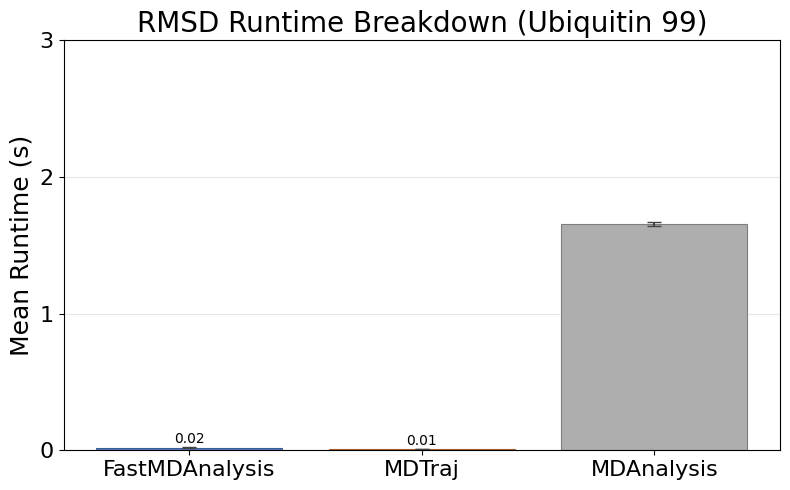 RMSD Runtime Breakdown (Ubiquitin 99)
Mean Runtime (s)
3
2
1
0
0.02
0.01
FastMDAnalysis
MDTraj
MDAnalysis